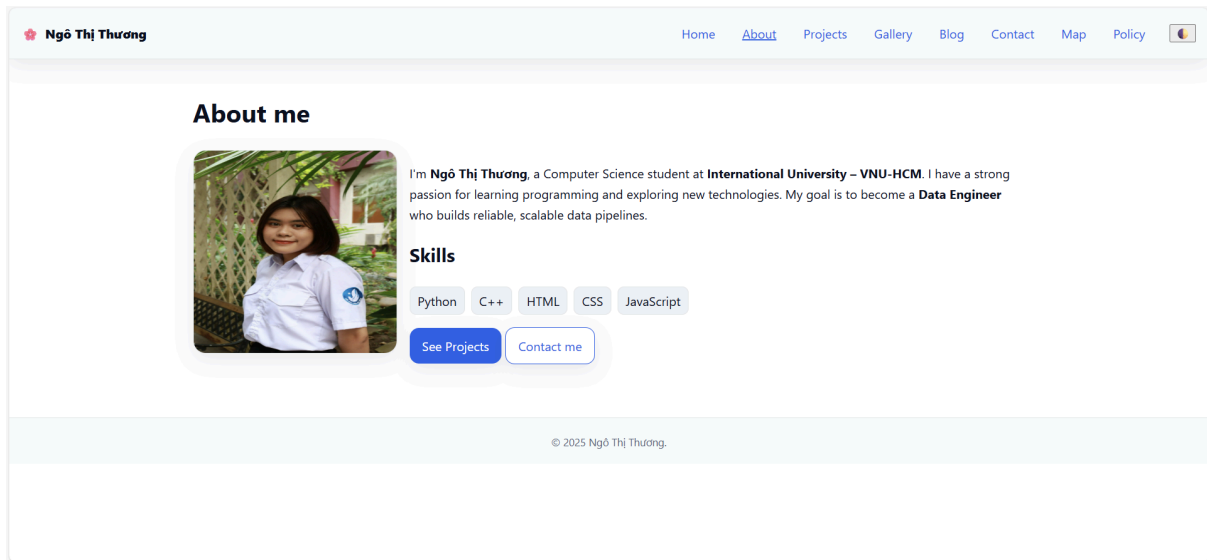 Ngô Thị Thương
Home About Projects Gallery Blog Contact Map Policy
About me
I'm Ngô Thị Thương, a Computer Science student at International University – VNU-HCM. I have a strong
passion for learning programming and exploring new technologies. My goal is to become a Data Engineer
who builds reliable, scalable data pipelines.
Skills
Python C++ HTML CSS JavaScript
See Projects Contact me
© 2025 Ngô Thị Thương.